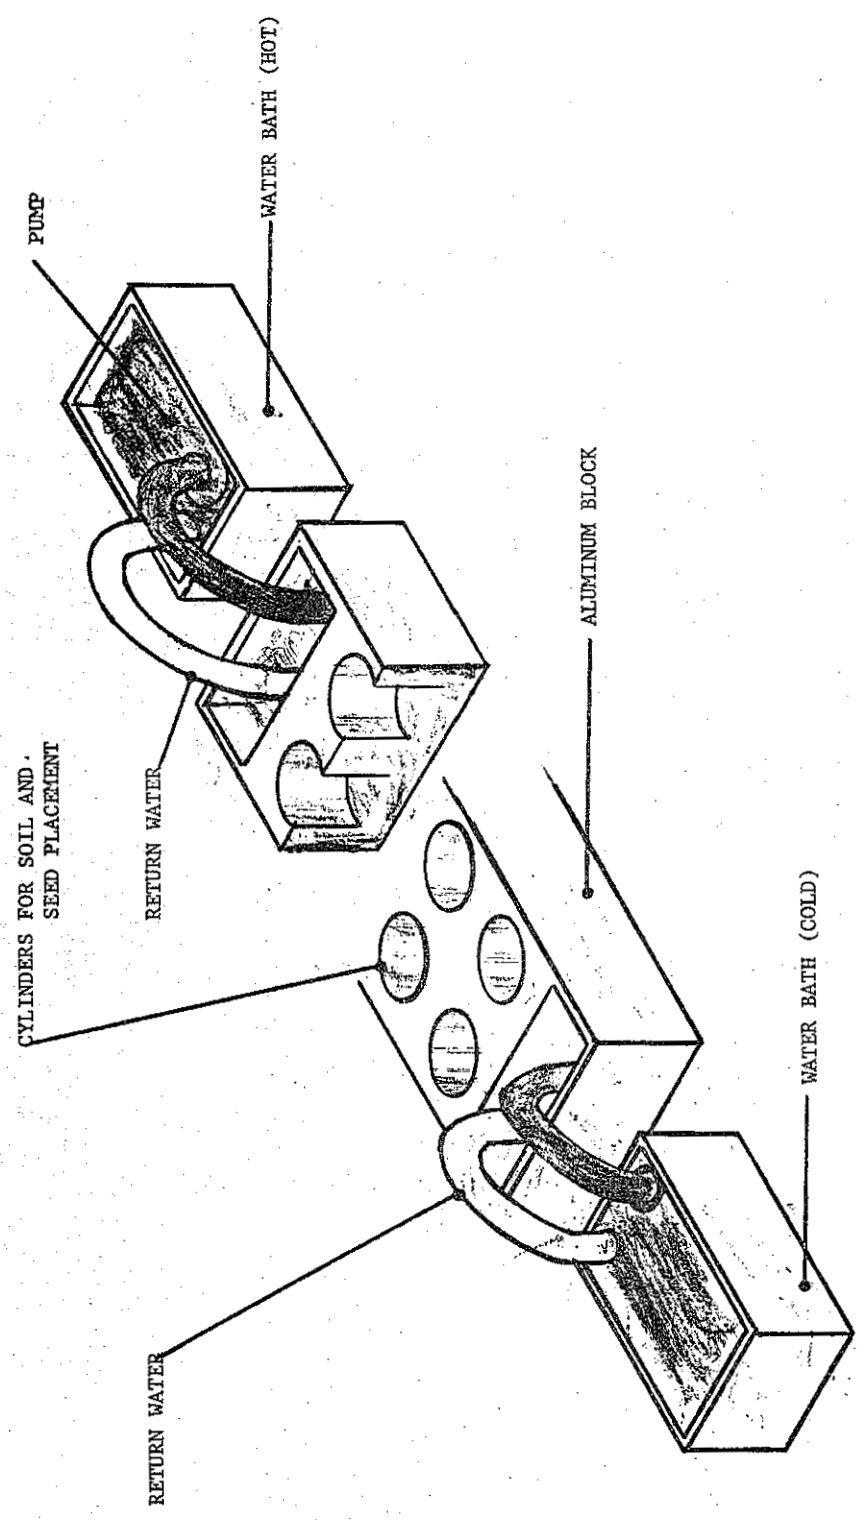 CYLINDERS FOR SOIL AND
SEED PLACEMENT
PUMP
RETURN WATER
WATER BATH (HOT)
RETURN WATER
ALUMINUM BLOCK
WATER BATH (COLD)